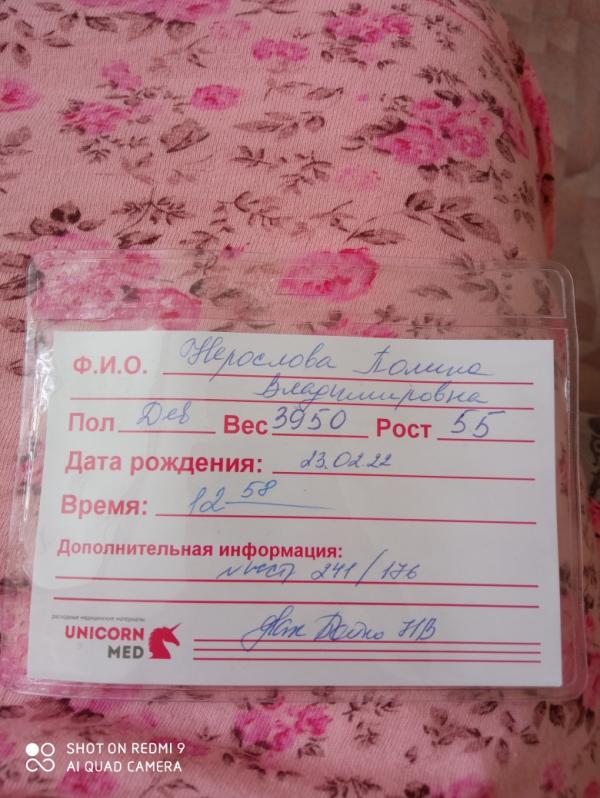 Ф.И.О. Нерослова Полина
Владимировна
Пол Дев Вес 3950 Рост 55
Дата рождения: 23.02.22
Время: 12 58
Дополнительная информация:
241/176
расходные медицинские материалы
UNICORN
MED
НВ
SHOT ON REDMI 9
AI QUAD CAMERA